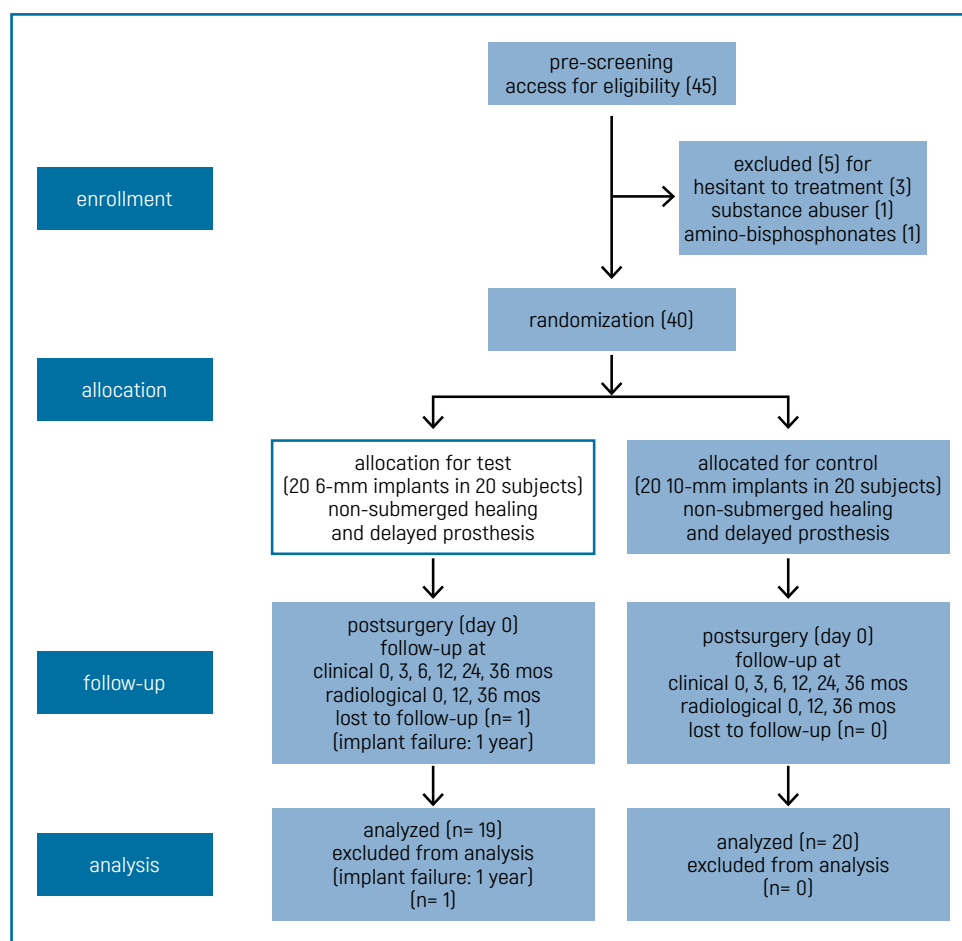 pre-screening
access for eligibility (45)
enrollment
excluded (5) for
hesitant to treatment (3)
substance abuser (1)
amino-bisphosphonates (1)
randomization (40)
allocation
allocation for test
(20 6-mm implants in 20 subjects)
non-submerged healing
and delayed prosthesis
allocated for control
(20 10-mm implants in 20 subjects)
non-submerged healing
and delayed prosthesis
follow-up
postsurgery (day 0)
follow-up at
clinical 0, 3, 6, 12, 24, 36 mos
radiological 0, 12, 36 mos
lost to follow-up (n= 1)
(implant failure: 1 year)
postsurgery (day 0)
follow-up at
clinical 0, 3, 6, 12, 24, 36 mos
radiological 0, 12, 36 mos
lost to follow-up (n= 0)
analysis
analyzed (n= 19)
excluded from analysis
(implant failure: 1 year)
(n= 1)
analyzed (n= 20)
excluded from analysis
(n= 0)